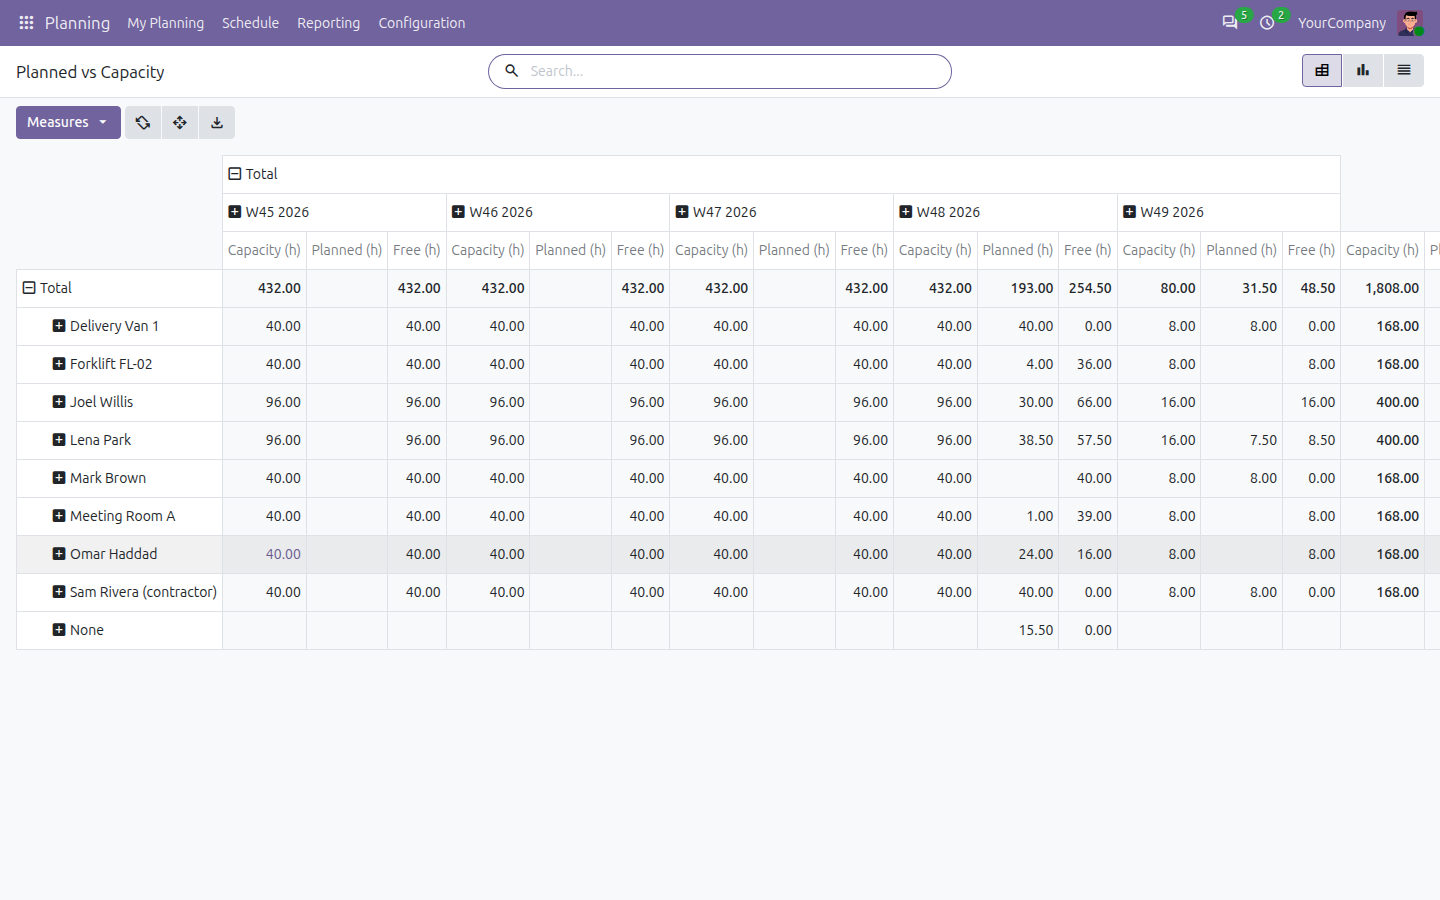 Planning My Planning Schedule Reporting Configuration 5 2 YourCompany
Planned vs Capacity Search...
Measures
Total
W45 2026 W46 2026 W47 2026 W48 2026 W49 2026
Capacity (h) Planned (h) Free (h) Capacity (h) Planned (h) Free (h) Capacity (h) Planned (h) Free (h) Capacity (h) Planned (h) Free (h) Capacity (h) Planned (h) Free (h) Capacity (h)
Total 432.00 432.00 432.00 432.00 432.00 432.00 432.00 193.00 254.50 80.00 31.50 48.50 1,808.00
Delivery Van 1 40.00 40.00 40.00 40.00 40.00 40.00 40.00 40.00 0.00 8.00 8.00 0.00 168.00
Forklift FL-02 40.00 40.00 40.00 40.00 40.00 40.00 40.00 4.00 36.00 8.00 8.00 168.00
Joel Willis 96.00 96.00 96.00 96.00 96.00 96.00 96.00 30.00 66.00 16.00 16.00 400.00
Lena Park 96.00 96.00 96.00 96.00 96.00 96.00 96.00 38.50 57.50 16.00 7.50 8.50 400.00
Mark Brown 40.00 40.00 40.00 40.00 40.00 40.00 40.00 40.00 8.00 8.00 0.00 168.00
Meeting Room A 40.00 40.00 40.00 40.00 40.00 40.00 40.00 1.00 39.00 8.00 8.00 168.00
Omar Haddad 40.00 40.00 40.00 40.00 40.00 40.00 40.00 24.00 16.00 8.00 8.00 168.00
Sam Rivera (contractor) 40.00 40.00 40.00 40.00 40.00 40.00 40.00 40.00 0.00 8.00 8.00 0.00 168.00
None 15.50 0.00